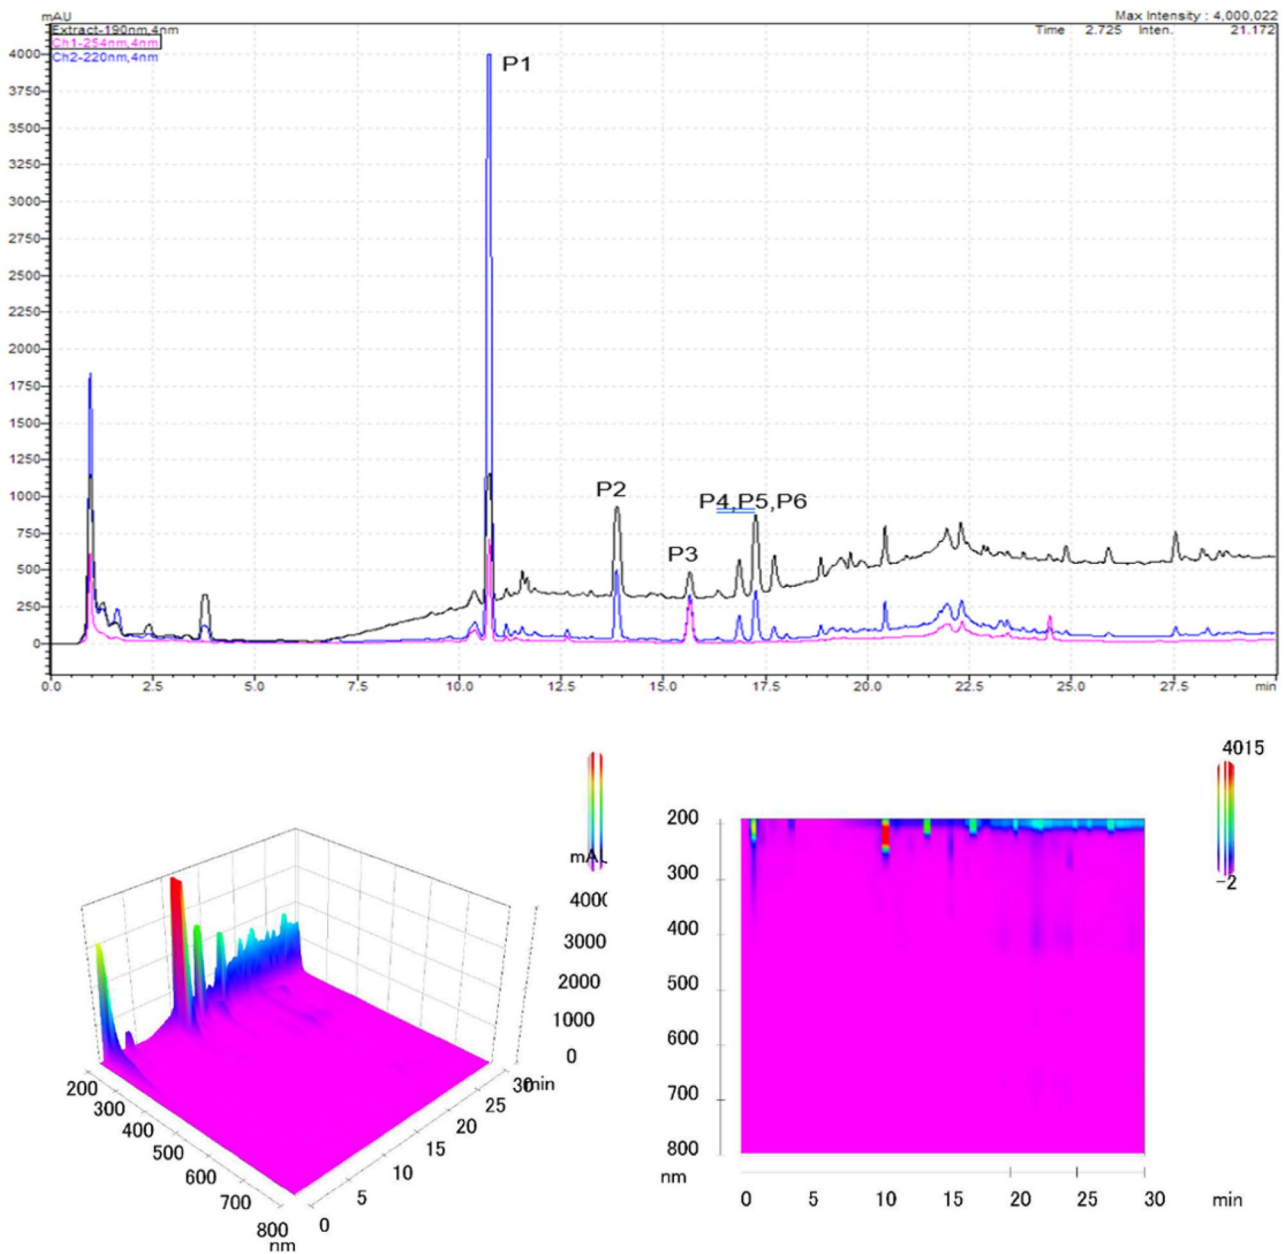 mAU
Max Intensity : 4,000,022
Extract-190nm,4nm
Time 2.725 Inten. 21.172
Ch1-254nm,4nm
Ch2-220nm,4nm
4000
P1
3750
3500
3250
3000
2750
2500
2250
2000
1750
1500
1250
1000
P2
P4,P5,P6
750
P3
500
250
0
0.0 2.5 5.0 7.5 10.0 12.5 15.0 17.5 20.0 22.5 25.0 27.5 min
mAU
4000
3000
2000
1000
0
200
300
400
500
600
700
800
nm
0
5
10
15
20
25
30
min
4015
-2
200
300
400
500
600
700
800
nm
0 5 10 15 20 25 30 min